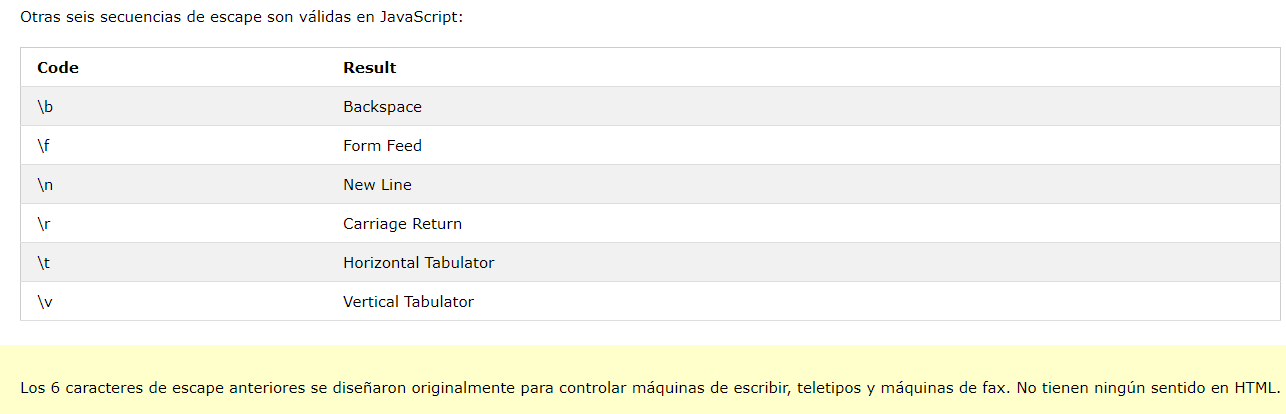 Otras seis secuencias de escape son válidas en JavaScript:
Code Result
\b Backspace
\f Form Feed
\n New Line
\r Carriage Return
\t Horizontal Tabulator
\v Vertical Tabulator
Los 6 caracteres de escape anteriores se diseñaron originalmente para controlar máquinas de escribir, teletipos y máquinas de fax. No tienen ningún sentido en HTML.